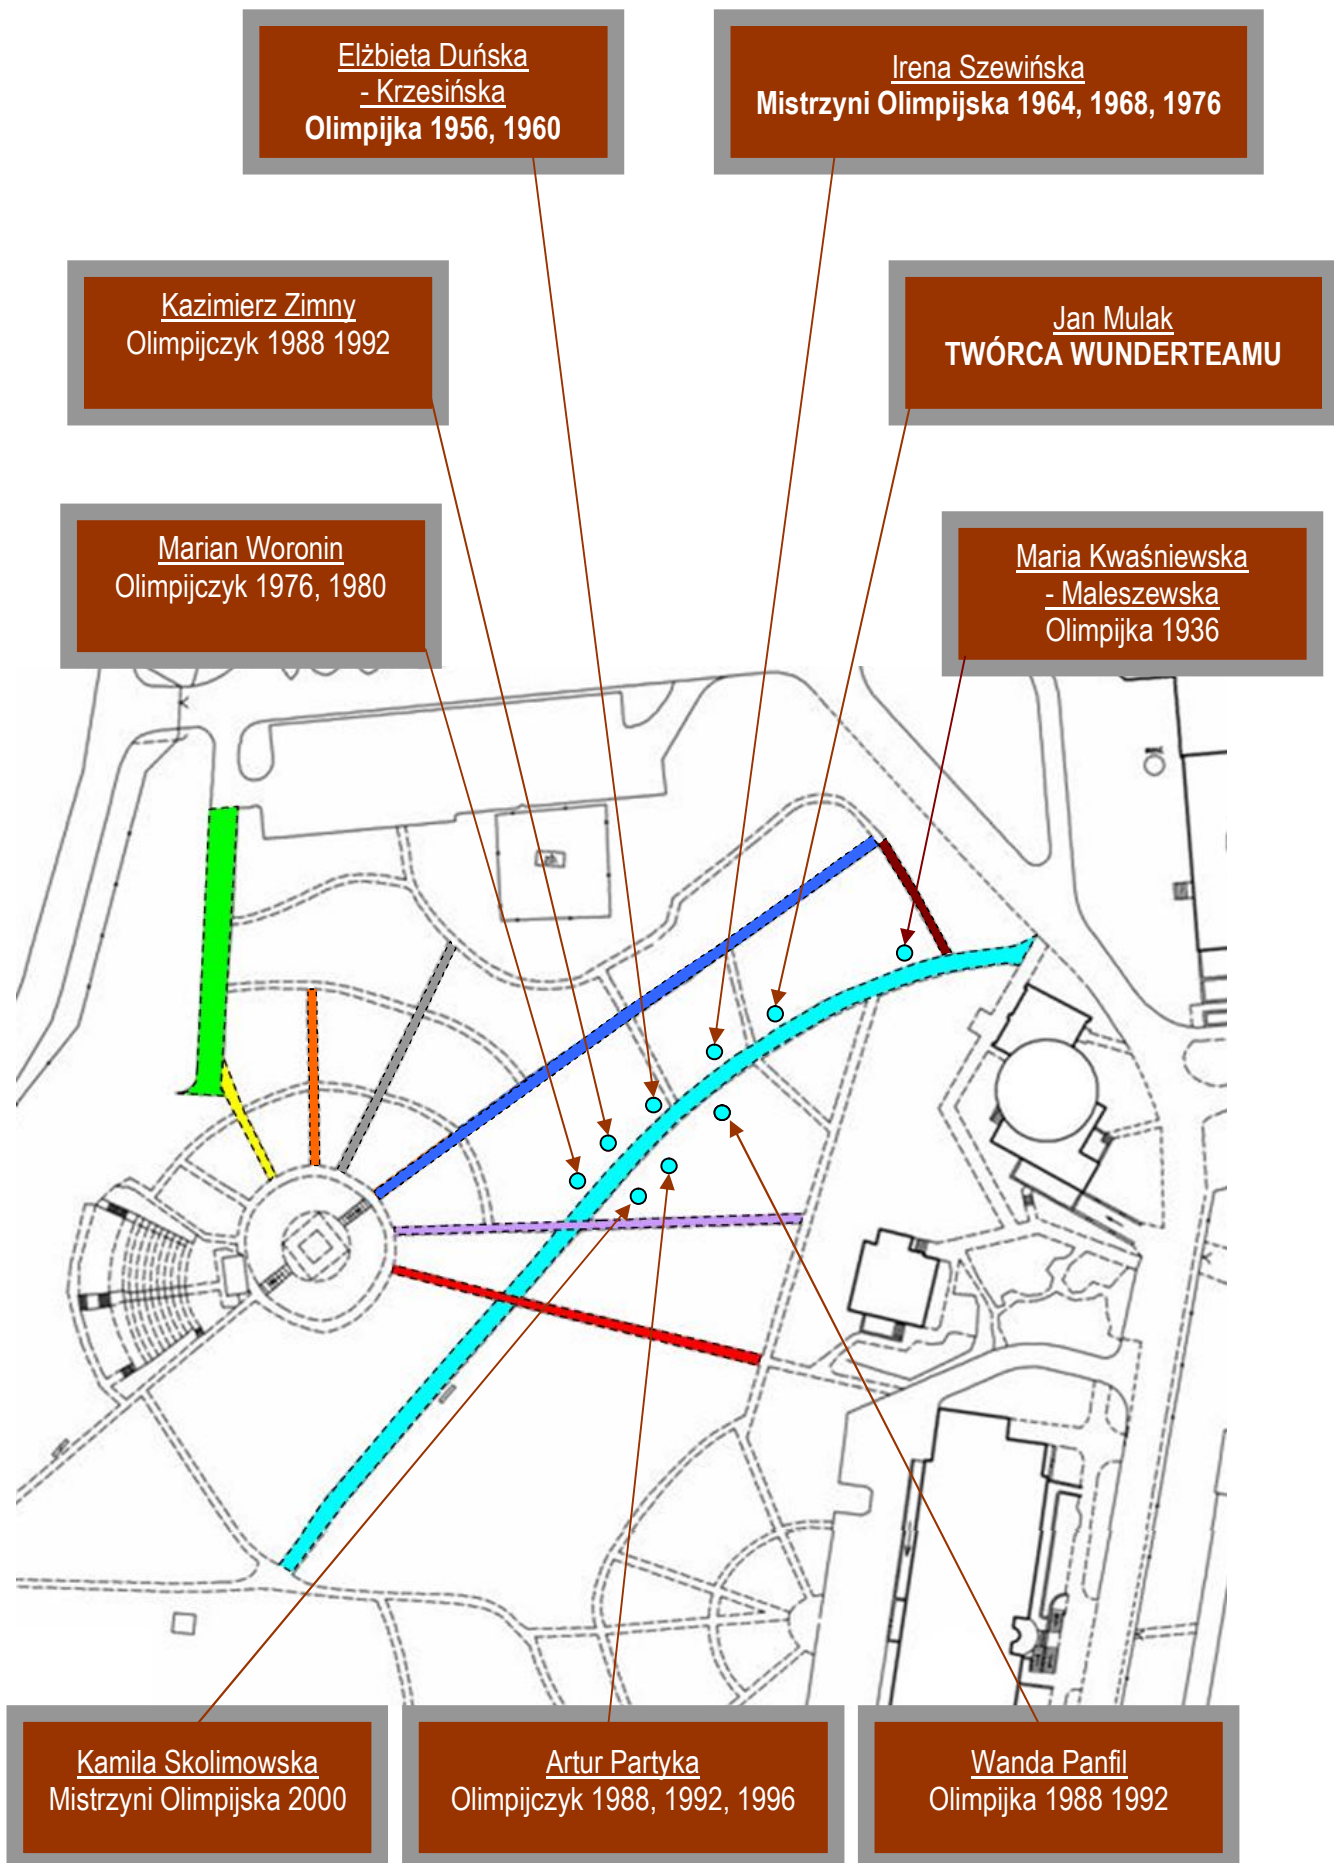 Elżbieta Duńska
- Krzesińska
Olimpijka 1956, 1960
Irena Szewińska
Mistrzyni Olimpijska 1964, 1968, 1976
Kazimierz Zimny
Olimpijczyk 1988 1992
Jan Mulak
TWÓRCA WUNDERTEAMU
Marian Woronin
Olimpijczyk 1976, 1980
Maria Kwaśniewska
- Maleszewska
Olimpijka 1936
Kamila Skolimowska
Mistrzyni Olimpijska 2000
Artur Partyka
Olimpijczyk 1988, 1992, 1996
Wanda Panfil
Olimpijka 1988 1992